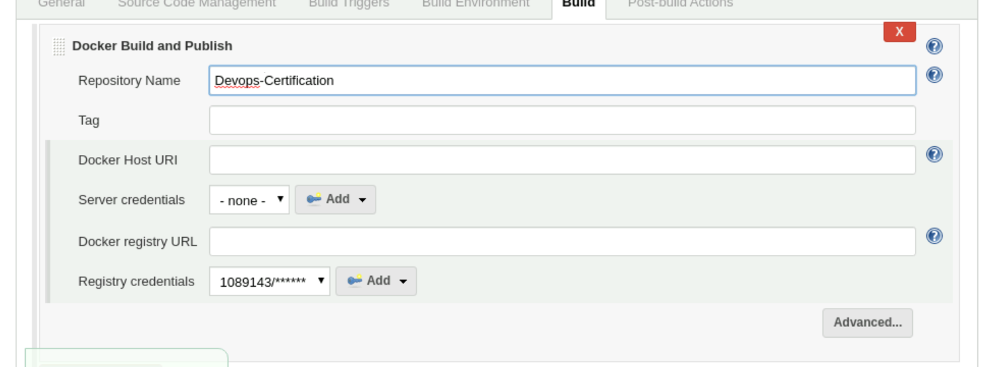 General Source Code Management Build Triggers Build Environment Build Post-build Actions
X
Docker Build and Publish ?
Repository Name Devops-Certification ?
Tag
Docker Host URI ?
Server credentials - none - Add
Docker registry URL ?
Registry credentials 1089143/****** Add
Advanced...